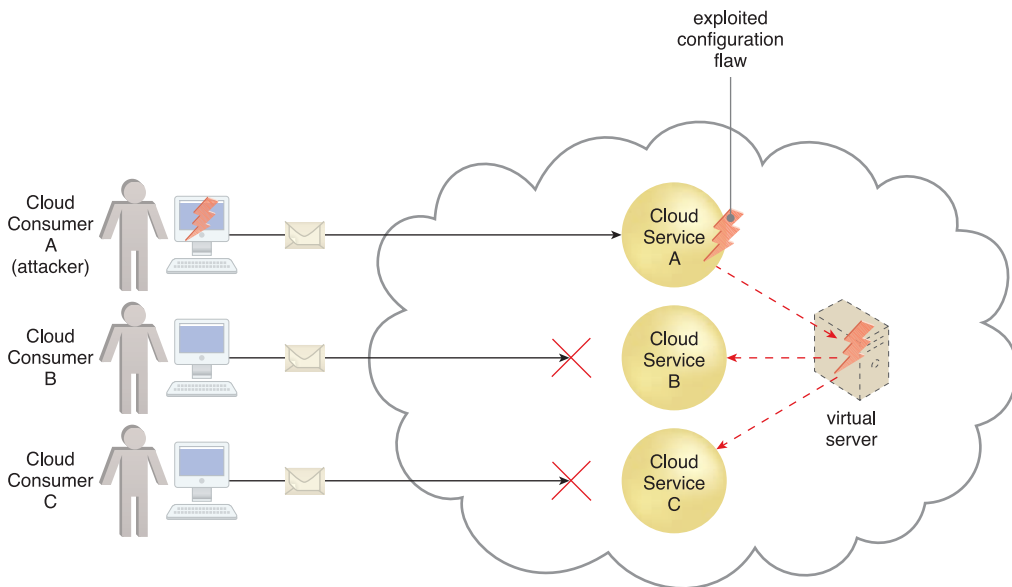 exploited
configuration
flaw
Cloud
Consumer
A
(attacker)
Cloud
Service
A
Cloud
Consumer
B
Cloud
Service
B
virtual
server
Cloud
Consumer
C
Cloud
Service
C